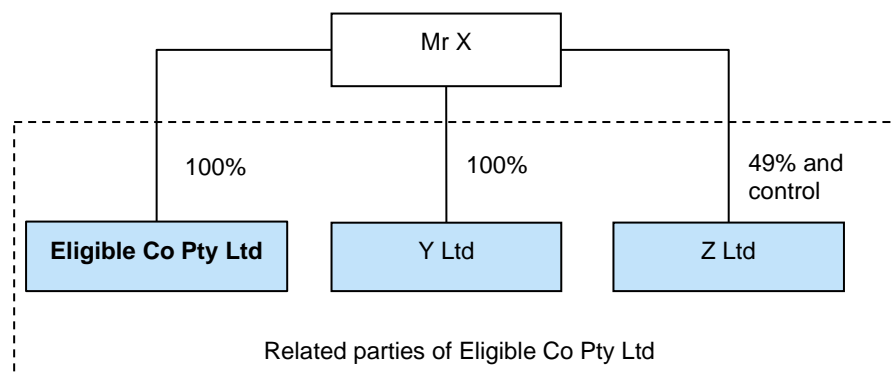 Mr X
100%
100%
49% and
control
Eligible Co Pty Ltd
Y Ltd
Z Ltd
Related parties of Eligible Co Pty Ltd